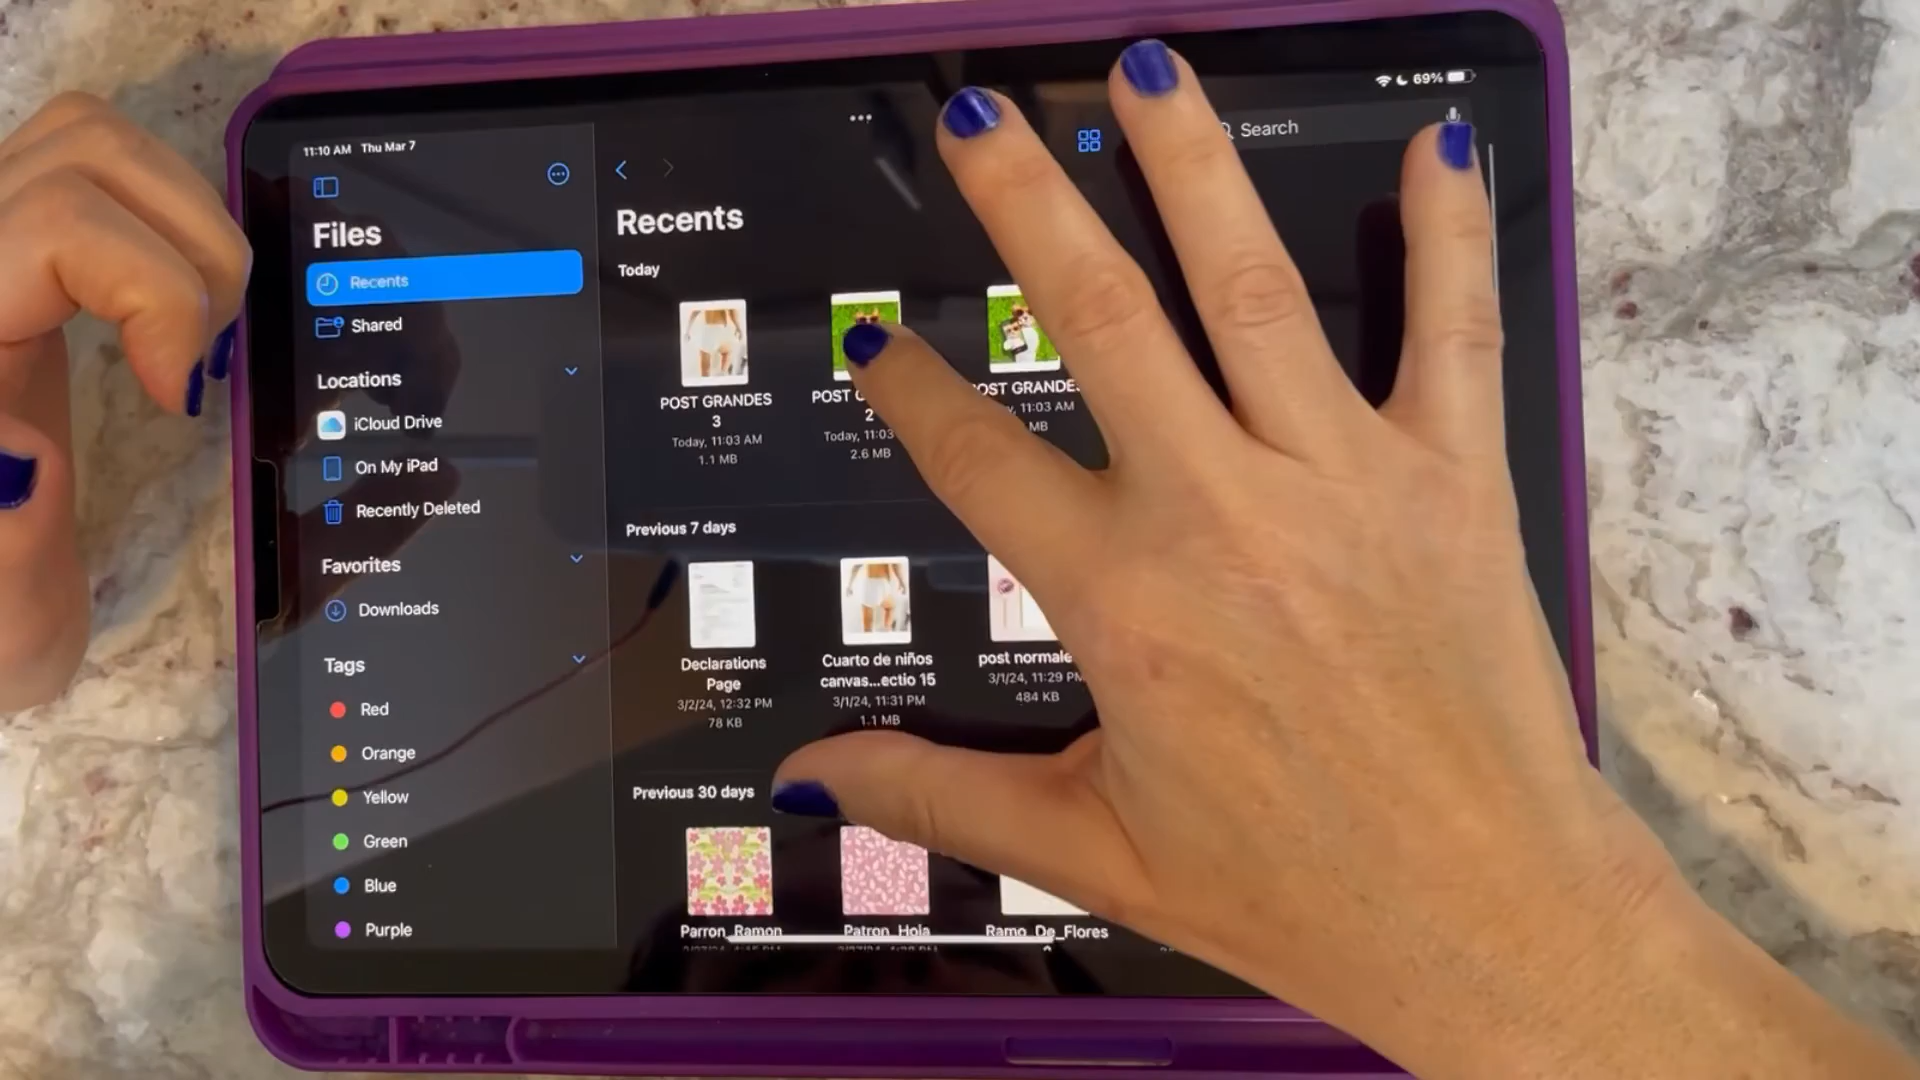 69%
11:10 AM Thu Mar 7
Search
Files
Recents
Shared
Locations
iCloud Drive
On My iPad
Recently Deleted
Favorites
Downloads
Tags
Red
Orange
Yellow
Green
Blue
Purple
Recents
Today
POST GRANDES
3
Today, 11:03 AM
1.1 MB
POST
2
Today, 11:03
2.6 MB
11:03 AM
MB
Previous 7 days
Declarations
Page
3/2/24, 12:32 PM
78 KB
Cuarto de niños
canvas...ectio 15
3/1/24, 11:31 PM
1.1 MB
post
3/1/24, 11:29 PM
484 KB
Previous 30 days
Parron_Ramon
Patron_Hola
Ramo_De_Flores